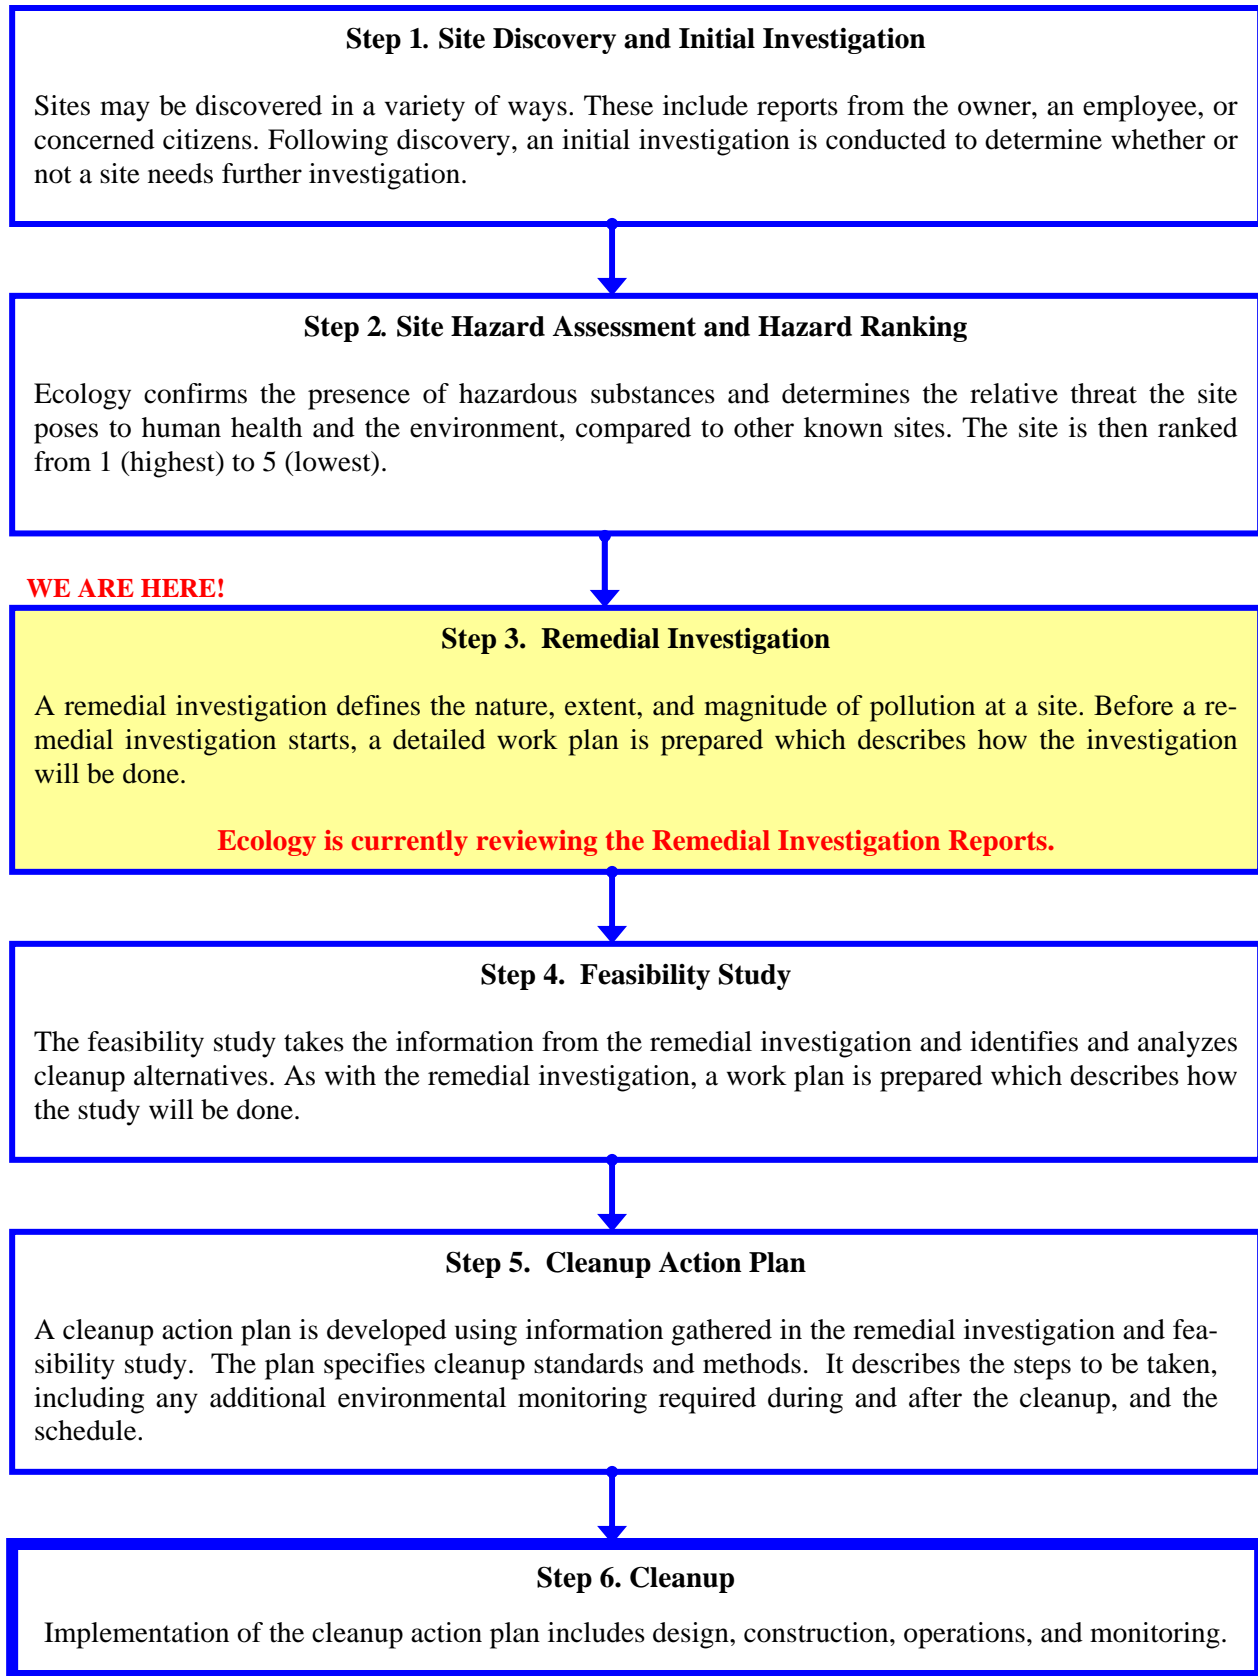 Step 1. Site Discovery and Initial Investigation
Sites may be discovered in a variety of ways. These include reports from the owner, an employee, or
concerned citizens. Following discovery, an initial investigation is conducted to determine whether or
not a site needs further investigation.
Step 2. Site Hazard Assessment and Hazard Ranking
Ecology confirms the presence of hazardous substances and determines the relative threat the site
poses to human health and the environment, compared to other known sites. The site is then ranked
from 1 (highest) to 5 (lowest).
WE ARE HERE!
Step 3. Remedial Investigation
A remedial investigation defines the nature, extent, and magnitude of pollution at a site. Before a re-
medial investigation starts, a detailed work plan is prepared which describes how the investigation
will be done.
Ecology is currently reviewing the Remedial Investigation Reports.
Step 4. Feasibility Study
The feasibility study takes the information from the remedial investigation and identifies and analyzes
cleanup alternatives. As with the remedial investigation, a work plan is prepared which describes how
the study will be done.
Step 5. Cleanup Action Plan
A cleanup action plan is developed using information gathered in the remedial investigation and fea-
sibility study. The plan specifies cleanup standards and methods. It describes the steps to be taken,
including any additional environmental monitoring required during and after the cleanup, and the
schedule.
Step 6. Cleanup
Implementation of the cleanup action plan includes design, construction, operations, and monitoring.